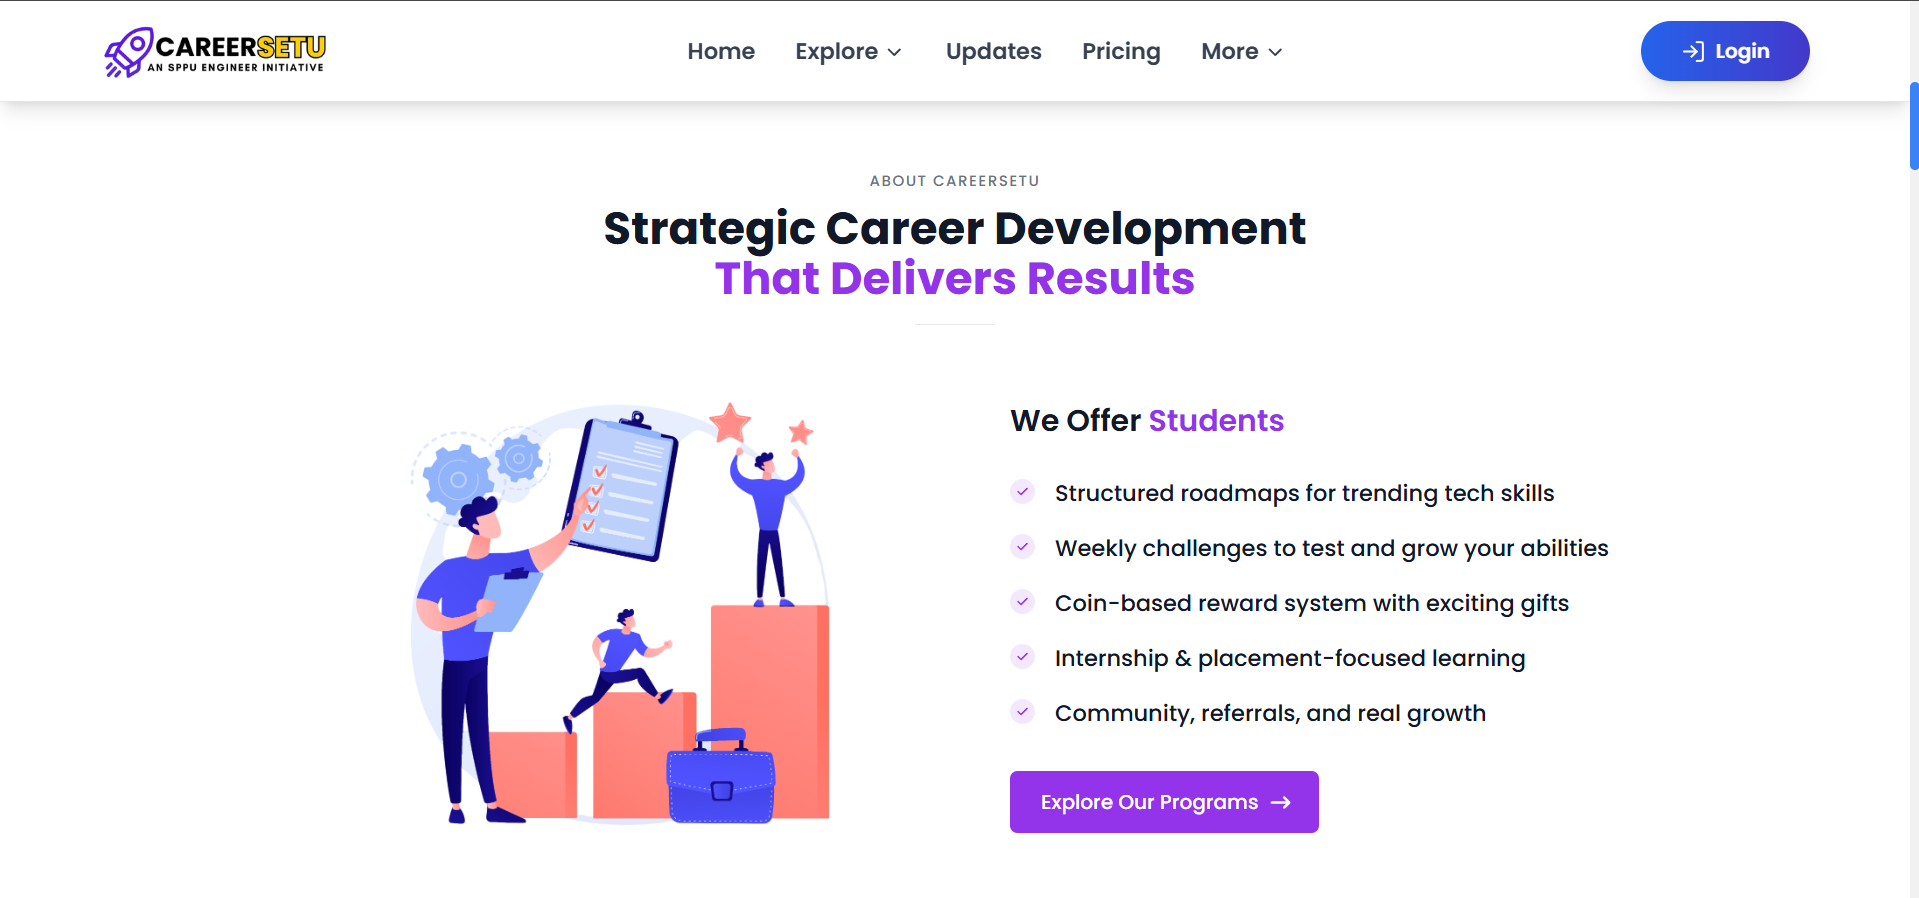 CAREERSETU
AN SPPU ENGINEER INITIATIVE
Home
Explore
Updates
Pricing
More
Login
ABOUT CAREERSETU
Strategic Career Development
That Delivers Results
We Offer Students
Structured roadmaps for trending tech skills
Weekly challenges to test and grow your abilities
Coin-based reward system with exciting gifts
Internship & placement-focused learning
Community, referrals, and real growth
Explore Our Programs